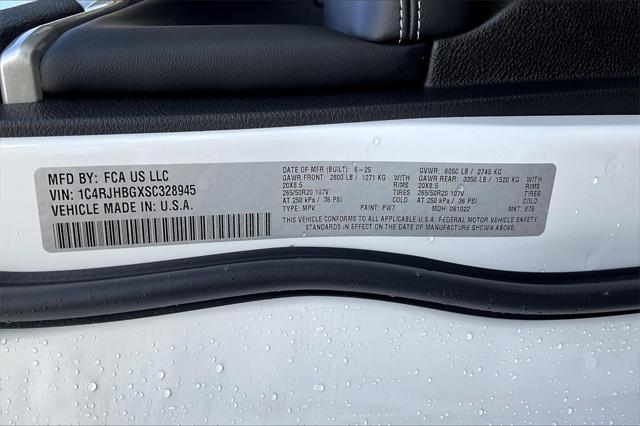 MFD BY: FCA US LLC
VIN: 1C4RJHBGXSC328945
VEHICLE MADE IN: U.S.A.
DATE OF MFR (BUILT): 6-25 GVWR: 6050 LB / 2745 KG
GAWR FRONT: 2800 LB / 1271 KG WITH GAWR REAR: 3350 LB / 1520 KG WITH
20X8.5 RIMS 20X8.5 RIMS
265/50R20 107V TIRES 265/50R20 107V TIRES
AT 250 kPa / 36 PSI COLD AT 250 kPa / 36 PSI COLD
TYPE: MPV PAINT: PW7 MDH: 061022 MKT: 875
THIS VEHICLE CONFORMS TO ALL APPLICABLE U.S.A. FEDERAL MOTOR VEHICLE SAFETY
STANDARDS IN EFFECT ON THE DATE OF MANUFACTURE SHOWN ABOVE.